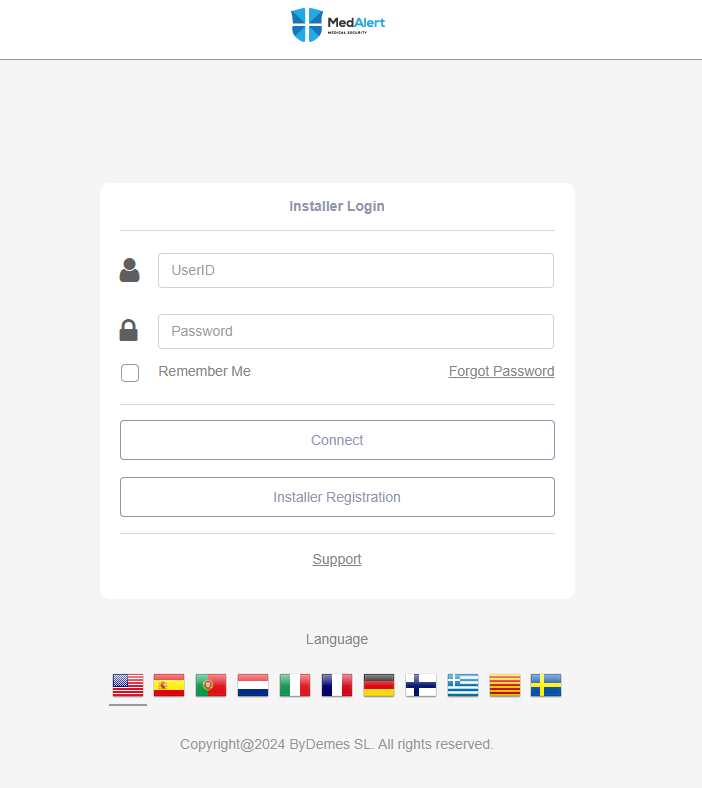 MedAlert
MEDICAL SECURITY
Installer Login
UserID
Password
Remember Me Forgot Password
Connect
Installer Registration
Support
Language
Copyright@2024 ByDemes SL. All rights reserved.